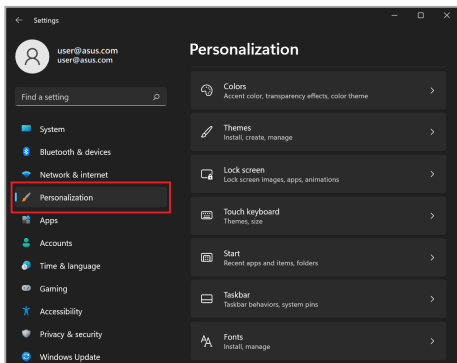 Settings
user@asus.com
user@asus.com
Find a setting
System
Bluetooth & devices
Network & internet
Personalization
Apps
Accounts
Time & language
Gaming
Accessibility
Privacy & security
Windows Update
Personalization
Colors
Accent color, transparency effects, color theme
Themes
Install, create, manage
Lock screen
Lock screen images, apps, animations
Touch keyboard
Themes, size
Start
Recent apps and items, folders
Taskbar
Taskbar behaviors, system pins
Fonts
Install, manage